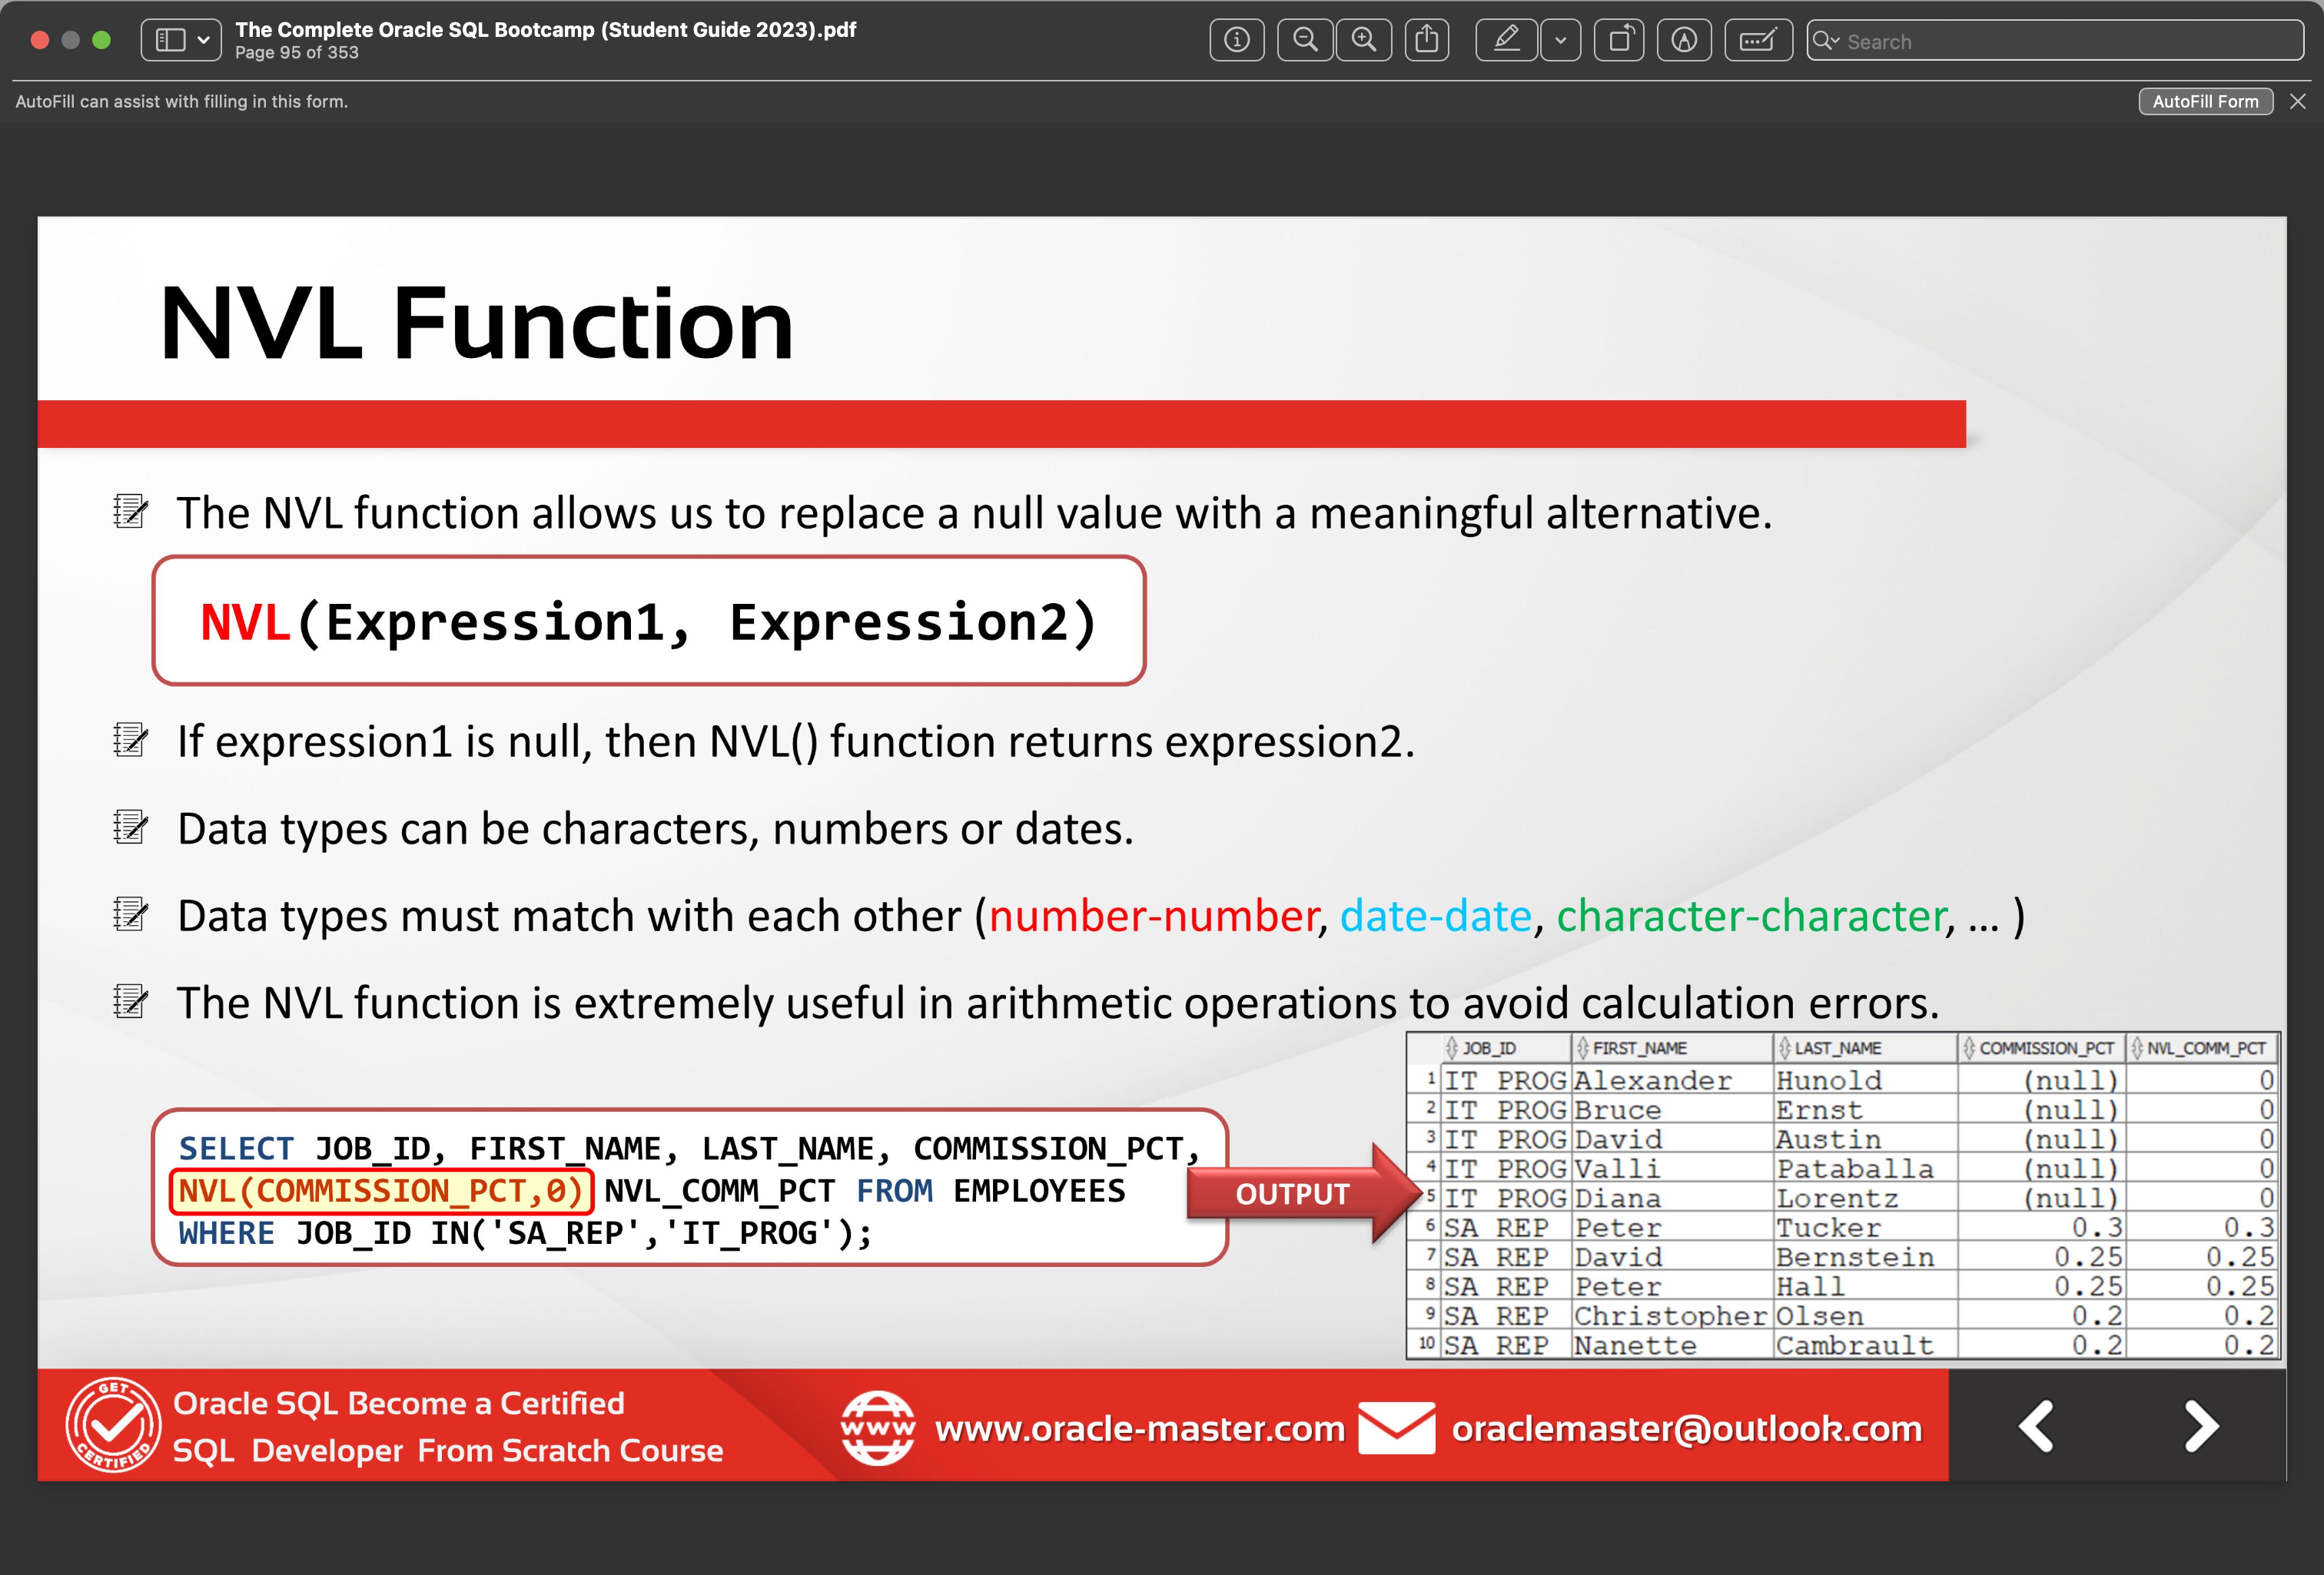 The Complete Oracle SQL Bootcamp (Student Guide 2023).pdf
Page 95 of 353
Search
AutoFill can assist with filling in this form.
AutoFill Form
NVL Function
The NVL function allows us to replace a null value with a meaningful alternative.
NVL(Expression1, Expression2)
If expression1 is null, then NVL() function returns expression2.
Data types can be characters, numbers or dates.
Data types must match with each other (number-number, date-date, character-character, … )
The NVL function is extremely useful in arithmetic operations to avoid calculation errors.
SELECT JOB_ID, FIRST_NAME, LAST_NAME, COMMISSION_PCT,
NVL(COMMISSION_PCT,0) NVL_COMM_PCT FROM EMPLOYEES
WHERE JOB_ID IN('SA_REP','IT_PROG');
OUTPUT
JOB_ID FIRST_NAME LAST_NAME COMMISSION_PCT NVL_COMM_PCT
1 IT_PROG Alexander Hunold (null) 0
2 IT_PROG Bruce Ernst (null) 0
3 IT_PROG David Austin (null) 0
4 IT_PROG Valli Pataballa (null) 0
5 IT_PROG Diana Lorentz (null) 0
6 SA_REP Peter Tucker 0.3 0.3
7 SA_REP David Bernstein 0.25 0.25
8 SA_REP Peter Hall 0.25 0.25
9 SA_REP Christopher Olsen 0.2 0.2
10 SA_REP Nanette Cambrault 0.2 0.2
GET CERTIFIED
Oracle SQL Become a Certified
SQL Developer From Scratch Course
WWW
www.oracle-master.com
oraclemaster@outlook.com